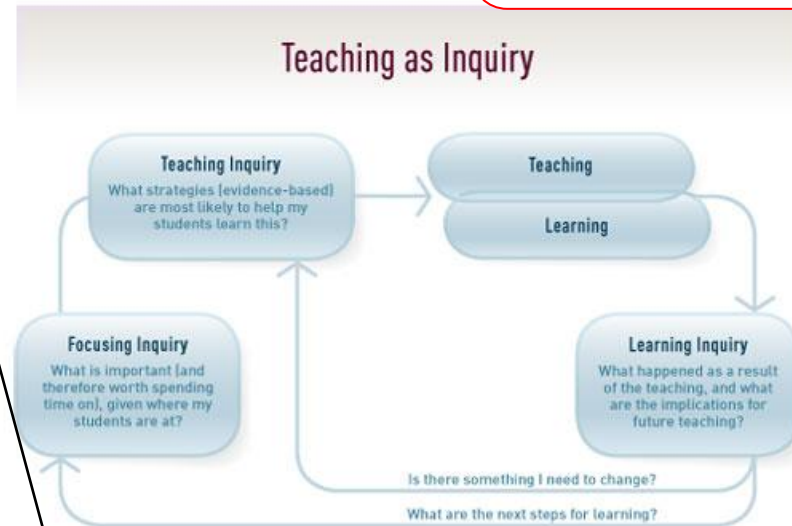 Teaching as Inquiry
Teaching Inquiry
What strategies (evidence-based)
are most likely to help my
students learn this?
Teaching
Learning
Focusing Inquiry
What is important (and
therefore worth spending
time on), given where my
students are at?
Learning Inquiry
What happened as a result
of the teaching, and what
are the implications for
future teaching?
Is there something I need to change?
What are the next steps for learning?